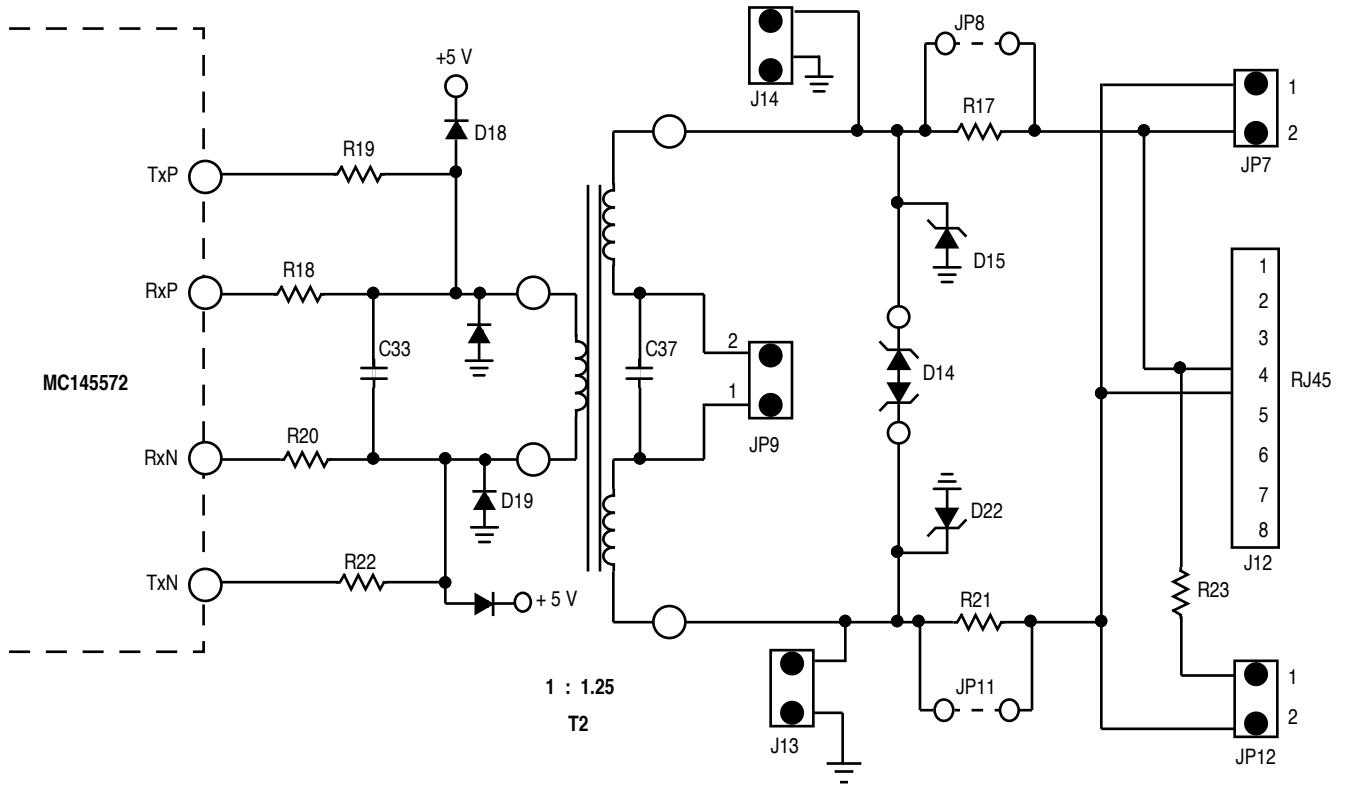 JP8
+5 V
J14
R17
1
D18
R19
2
TxP
JP7
D15
R18
1
RxP
2
3
2
C33
C37
D14
4
RJ45
MC145572
1
5
R20
JP9
6
RxN
7
D19
D22
8
R22
J12
TxN
R23
+ 5 V
R21
1 : 1.25
JP11
1
T2
2
J13
JP12